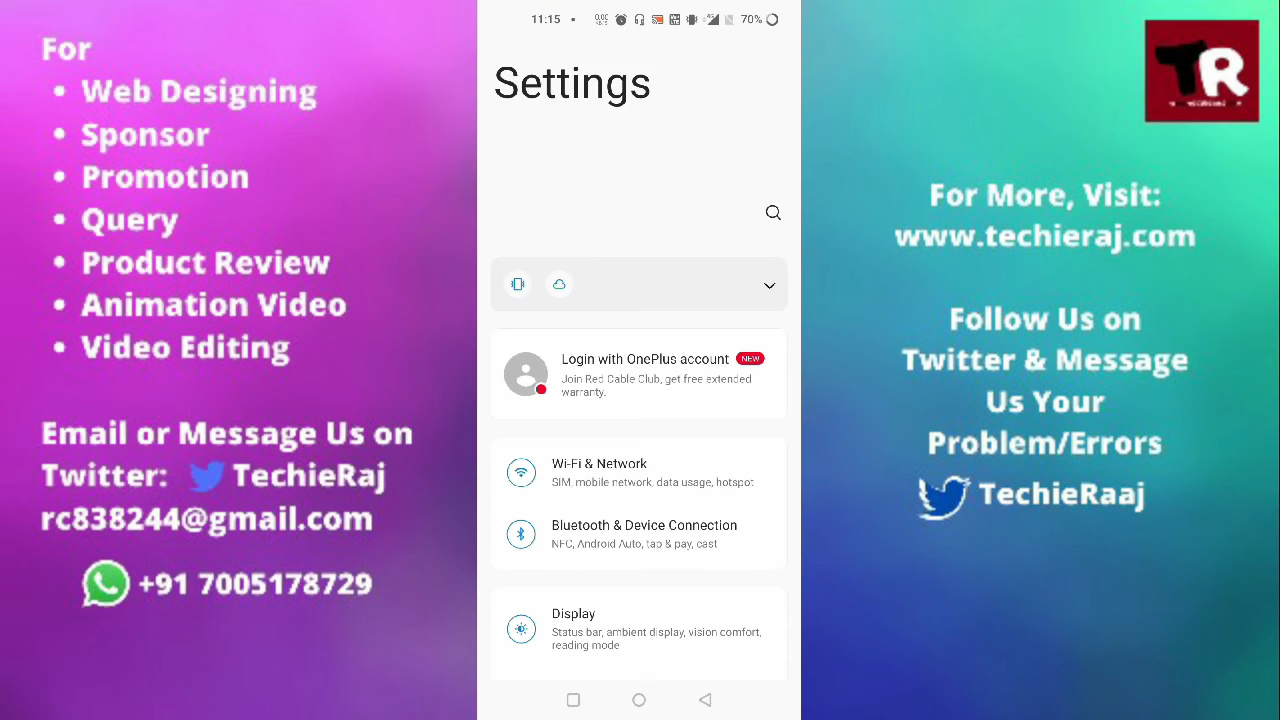 For
• Web Designing
• Sponsor
• Promotion
• Query
• Product Review
• Animation Video
• Video Editing
Email or Message Us on
Twitter: TechieRaj
rc838244@gmail.com
+91 7005178729
11:15
70%
Settings
Login with OnePlus account NEW
Join Red Cable Club, get free extended
warranty.
Wi-Fi & Network
SIM, mobile network, data usage, hotspot
Bluetooth & Device Connection
NFC, Android Auto, tap & pay, cast
Display
Status bar, ambient display, vision comfort,
reading mode
TR
For More, Visit:
www.techieraj.com
Follow Us on
Twitter & Message
Us Your
Problem/Errors
TechieRaaj